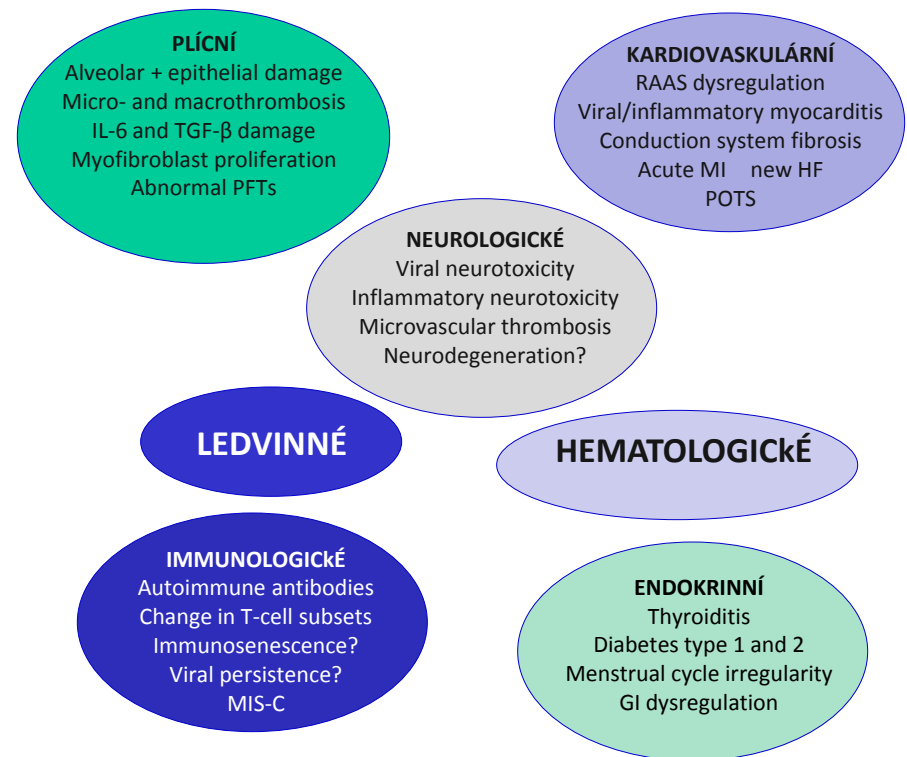 PLÍCNÍ
Alveolar + epithelial damage
Micro- and macrothrombosis
IL-6 and TGF-β damage
Myofibroblast proliferation
Abnormal PFTs
KARDIOVASKULÁRNÍ
RAAS dysregulation
Viral/inflammatory myocarditis
Conduction system fibrosis
Acute MI new HF
POTS
NEUROLOGICKÉ
Viral neurotoxicity
Inflammatory neurotoxicity
Microvascular thrombosis
Neurodegeneration?
LEDVINNÉ
HEMATOLOGICkÉ
IMMUNOLOGICkÉ
Autoimmune antibodies
Change in T-cell subsets
Immunosenescence?
Viral persistence?
MIS-C
ENDOKRINNÍ
Thyroiditis
Diabetes type 1 and 2
Menstrual cycle irregularity
GI dysregulation